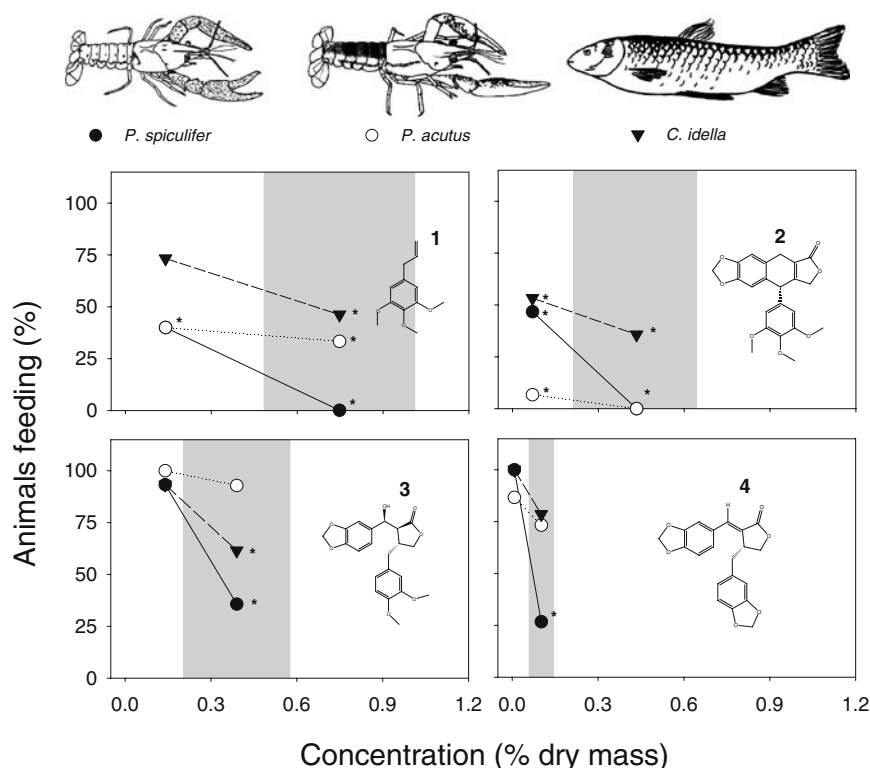 P. spiculifer P. acutus C. idella
Animals feeding (%)
100
75
50
25
0
1
*
*
*
*
O
O
O
2
*
*
*
*
O
O
O
O
O
O
O
100
75
50
25
0
3
*
*
OH
O
O
O
O
O
O
4
*
H
O
O
O
O
O
O
0.0 0.3 0.6 0.9 1.2 0.0 0.3 0.6 0.9 1.2
Concentration (% dry mass)